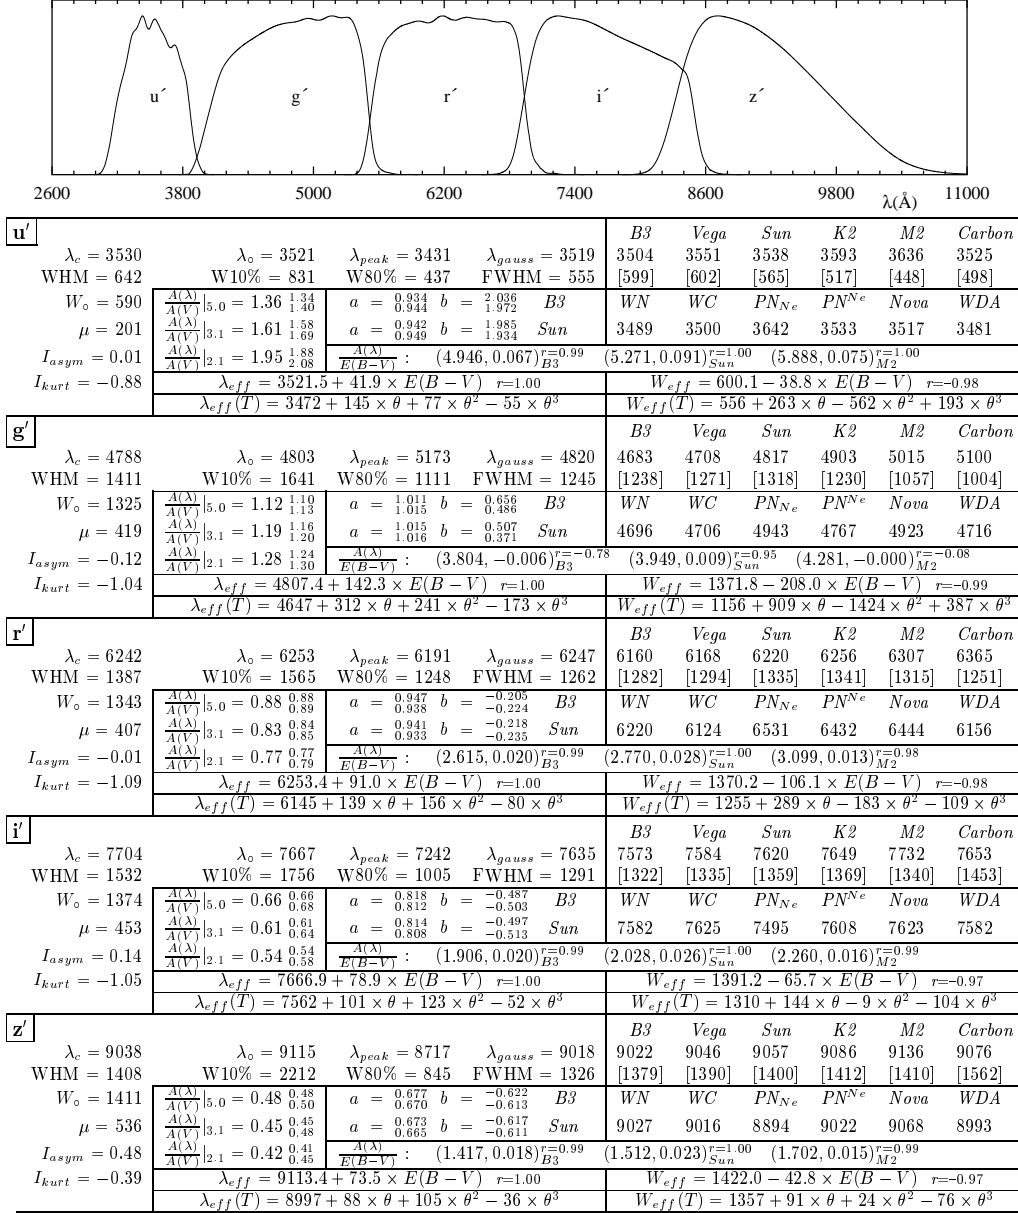 u´ g´ r´ i´ z´
2600 3800 5000 6200 7400 8600 9800 11000
λ(Å)
u′ B3 Vega Sun K2 M2 Carbon
λc = 3530 λ∘ = 3521 λpeak = 3431 λgauss = 3519 3504 3551 3538 3593 3636 3525
WHM = 642 W10% = 831 W80% = 437 FWHM = 555 [599] [602] [565] [517] [448] [498]
W∘ = 590 A(λ)/A(V)|5.0 = 1.36 1.34 1.40 a = 0.934 0.944 b = 2.036 1.972 B3 WN WC PN_Ne PN^Ne Nova WDA
μ = 201 A(λ)/A(V)|3.1 = 1.61 1.58 1.69 a = 0.942 0.949 b = 1.985 1.934 Sun 3489 3500 3642 3533 3517 3481
Iasym = 0.01 A(λ)/A(V)|2.1 = 1.95 1.88 2.08 A(λ)/E(B−V) : (4.946, 0.067)_B3^r=0.99 (5.271, 0.091)_Sun^r=1.00 (5.888, 0.075)_M2^r=1.00
Ikurt = −0.88 λeff = 3521.5 + 41.9 × E(B − V) r=1.00 Weff = 600.1 − 38.8 × E(B − V) r=−0.98
λeff(T) = 3472 + 145 × θ + 77 × θ² − 55 × θ³ Weff(T) = 556 + 263 × θ − 562 × θ² + 193 × θ³
g′ B3 Vega Sun K2 M2 Carbon
λc = 4788 λ∘ = 4803 λpeak = 5173 λgauss = 4820 4683 4708 4817 4903 5015 5100
WHM = 1411 W10% = 1641 W80% = 1111 FWHM = 1245 [1238] [1271] [1318] [1230] [1057] [1004]
W∘ = 1325 A(λ)/A(V)|5.0 = 1.12 1.10 1.13 a = 1.011 1.015 b = 0.656 0.486 B3 WN WC PN_Ne PN^Ne Nova WDA
μ = 419 A(λ)/A(V)|3.1 = 1.19 1.16 1.20 a = 1.015 1.016 b = 0.507 0.371 Sun 4696 4706 4943 4767 4923 4716
Iasym = −0.12 A(λ)/A(V)|2.1 = 1.28 1.24 1.30 A(λ)/E(B−V) : (3.804, −0.006)_B3^r=−0.78 (3.949, 0.009)_Sun^r=0.95 (4.281, −0.000)_M2^r=−0.08
Ikurt = −1.04 λeff = 4807.4 + 142.3 × E(B − V) r=1.00 Weff = 1371.8 − 208.0 × E(B − V) r=−0.99
λeff(T) = 4647 + 312 × θ + 241 × θ² − 173 × θ³ Weff(T) = 1156 + 909 × θ − 1424 × θ² + 387 × θ³
r′ B3 Vega Sun K2 M2 Carbon
λc = 6242 λ∘ = 6253 λpeak = 6191 λgauss = 6247 6160 6168 6220 6256 6307 6365
WHM = 1387 W10% = 1565 W80% = 1248 FWHM = 1262 [1282] [1294] [1335] [1341] [1315] [1251]
W∘ = 1343 A(λ)/A(V)|5.0 = 0.88 0.88 0.89 a = 0.947 0.938 b = −0.205 −0.224 B3 WN WC PN_Ne PN^Ne Nova WDA
μ = 407 A(λ)/A(V)|3.1 = 0.83 0.84 0.85 a = 0.941 0.933 b = −0.218 −0.235 Sun 6220 6124 6531 6432 6444 6156
Iasym = −0.01 A(λ)/A(V)|2.1 = 0.77 0.77 0.79 A(λ)/E(B−V) : (2.615, 0.020)_B3^r=0.99 (2.770, 0.028)_Sun^r=1.00 (3.099, 0.013)_M2^r=0.98
Ikurt = −1.09 λeff = 6253.4 + 91.0 × E(B − V) r=1.00 Weff = 1370.2 − 106.1 × E(B − V) r=−0.98
λeff(T) = 6145 + 139 × θ + 156 × θ² − 80 × θ³ Weff(T) = 1255 + 289 × θ − 183 × θ² − 109 × θ³
i′ B3 Vega Sun K2 M2 Carbon
λc = 7704 λ∘ = 7667 λpeak = 7242 λgauss = 7635 7573 7584 7620 7649 7732 7653
WHM = 1532 W10% = 1756 W80% = 1005 FWHM = 1291 [1322] [1335] [1359] [1369] [1340] [1453]
W∘ = 1374 A(λ)/A(V)|5.0 = 0.66 0.66 0.68 a = 0.818 0.812 b = −0.487 −0.503 B3 WN WC PN_Ne PN^Ne Nova WDA
μ = 453 A(λ)/A(V)|3.1 = 0.61 0.61 0.64 a = 0.814 0.808 b = −0.497 −0.513 Sun 7582 7625 7495 7608 7623 7582
Iasym = 0.14 A(λ)/A(V)|2.1 = 0.54 0.54 0.58 A(λ)/E(B−V) : (1.906, 0.020)_B3^r=0.99 (2.028, 0.026)_Sun^r=1.00 (2.260, 0.016)_M2^r=0.99
Ikurt = −1.05 λeff = 7666.9 + 78.9 × E(B − V) r=1.00 Weff = 1391.2 − 65.7 × E(B − V) r=−0.97
λeff(T) = 7562 + 101 × θ + 123 × θ² − 52 × θ³ Weff(T) = 1310 + 144 × θ − 9 × θ² − 104 × θ³
z′ B3 Vega Sun K2 M2 Carbon
λc = 9038 λ∘ = 9115 λpeak = 8717 λgauss = 9018 9022 9046 9057 9086 9136 9076
WHM = 1408 W10% = 2212 W80% = 845 FWHM = 1326 [1379] [1390] [1400] [1412] [1410] [1562]
W∘ = 1411 A(λ)/A(V)|5.0 = 0.48 0.48 0.50 a = 0.677 0.670 b = −0.622 −0.613 B3 WN WC PN_Ne PN^Ne Nova WDA
μ = 536 A(λ)/A(V)|3.1 = 0.45 0.45 0.48 a = 0.673 0.665 b = −0.617 −0.611 Sun 9027 9016 8894 9022 9068 8993
Iasym = 0.48 A(λ)/A(V)|2.1 = 0.42 0.41 0.45 A(λ)/E(B−V) : (1.417, 0.018)_B3^r=0.99 (1.512, 0.023)_Sun^r=1.00 (1.702, 0.015)_M2^r=0.99
Ikurt = −0.39 λeff = 9113.4 + 73.5 × E(B − V) r=1.00 Weff = 1422.0 − 42.8 × E(B − V) r=−0.97
λeff(T) = 8997 + 88 × θ + 105 × θ² − 36 × θ³ Weff(T) = 1357 + 91 × θ + 24 × θ² − 76 × θ³